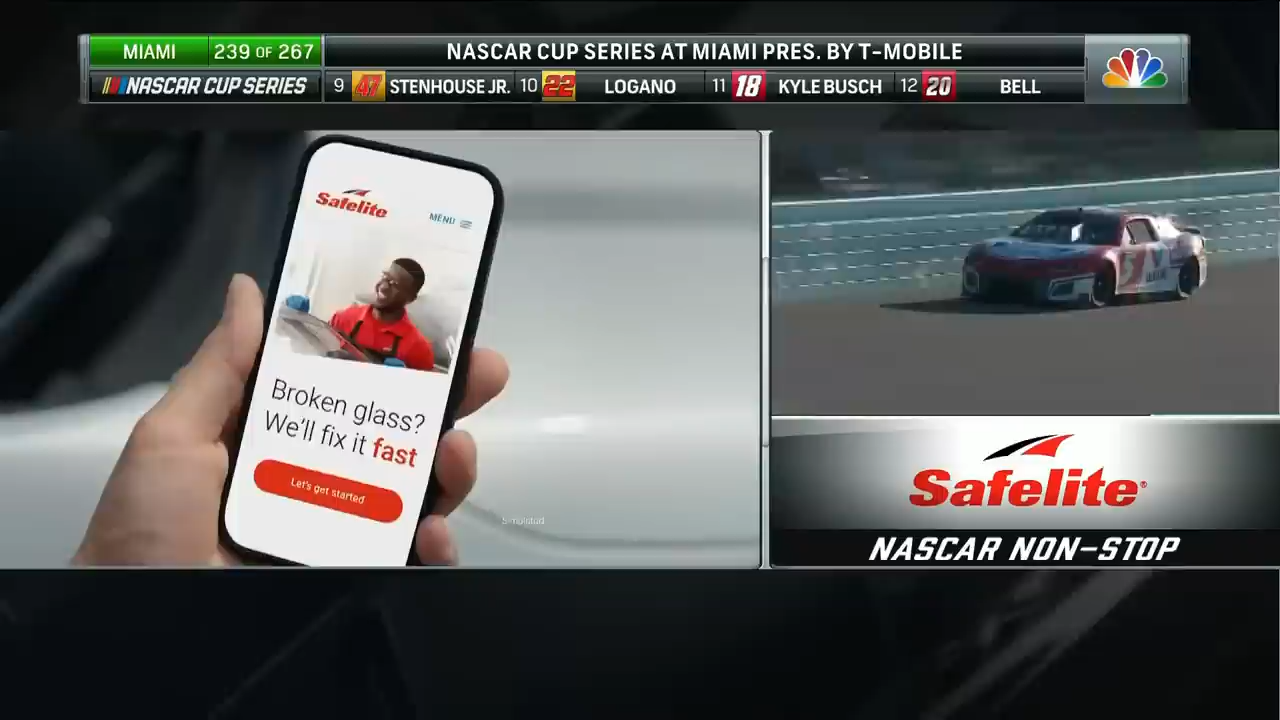 MIAMI
239 OF 267
NASCAR CUP SERIES AT MIAMI PRES. BY T-MOBILE
NASCAR CUP SERIES
9 47 STENHOUSE JR. 10 22 LOGANO 11 18 KYLE BUSCH 12 20 BELL
Safelite
MENU
Broken glass?
We'll fix it fast
Let's get started
Simulated
5
Safelite
NASCAR NON-STOP